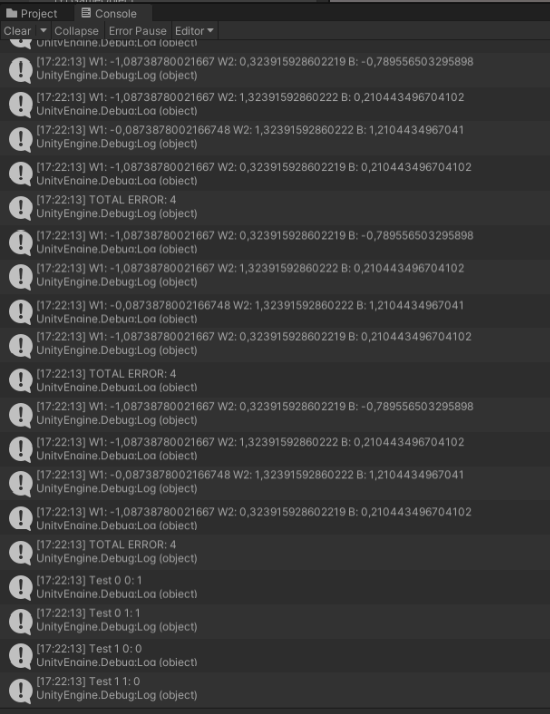 Project
Console
Clear
Collapse
Error Pause
Editor
UnityEngine.Debug:Log (object)
[17:22:13] W1: -1,08738780021667 W2: 0,323915928602219 B: -0,789556503295898
UnityEngine.Debug:Log (object)
[17:22:13] W1: -1,08738780021667 W2: 1,32391592860222 B: 0,210443496704102
UnityEngine.Debug:Log (object)
[17:22:13] W1: -0,0873878002166748 W2: 1,32391592860222 B: 1,2104434967041
UnityEngine.Debug:Log (object)
[17:22:13] W1: -1,08738780021667 W2: 0,323915928602219 B: 0,210443496704102
UnityEngine.Debug:Log (object)
[17:22:13] TOTAL ERROR: 4
UnityEngine.Debug:Log (object)
[17:22:13] W1: -1,08738780021667 W2: 0,323915928602219 B: -0,789556503295898
UnityEngine.Debug:Log (object)
[17:22:13] W1: -1,08738780021667 W2: 1,32391592860222 B: 0,210443496704102
UnityEngine.Debug:Log (object)
[17:22:13] W1: -0,0873878002166748 W2: 1,32391592860222 B: 1,2104434967041
UnityEngine.Debug:Log (object)
[17:22:13] W1: -1,08738780021667 W2: 0,323915928602219 B: 0,210443496704102
UnityEngine.Debug:Log (object)
[17:22:13] TOTAL ERROR: 4
UnityEngine.Debug:Log (object)
[17:22:13] W1: -1,08738780021667 W2: 0,323915928602219 B: -0,789556503295898
UnityEngine.Debug:Log (object)
[17:22:13] W1: -1,08738780021667 W2: 1,32391592860222 B: 0,210443496704102
UnityEngine.Debug:Log (object)
[17:22:13] W1: -0,0873878002166748 W2: 1,32391592860222 B: 1,2104434967041
UnityEngine.Debug:Log (object)
[17:22:13] W1: -1,08738780021667 W2: 0,323915928602219 B: 0,210443496704102
UnityEngine.Debug:Log (object)
[17:22:13] TOTAL ERROR: 4
UnityEngine.Debug:Log (object)
[17:22:13] Test 0 0: 1
UnityEngine.Debug:Log (object)
[17:22:13] Test 0 1: 1
UnityEngine.Debug:Log (object)
[17:22:13] Test 1 0: 0
UnityEngine.Debug:Log (object)
[17:22:13] Test 1 1: 0
UnityEngine.Debug:Log (object)